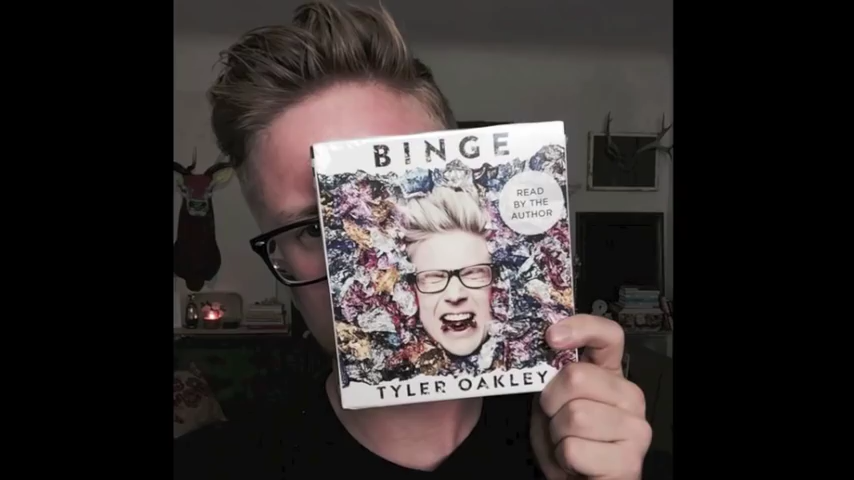 BINGE
READ
BY THE
AUTHOR
TYLER OAKLEY